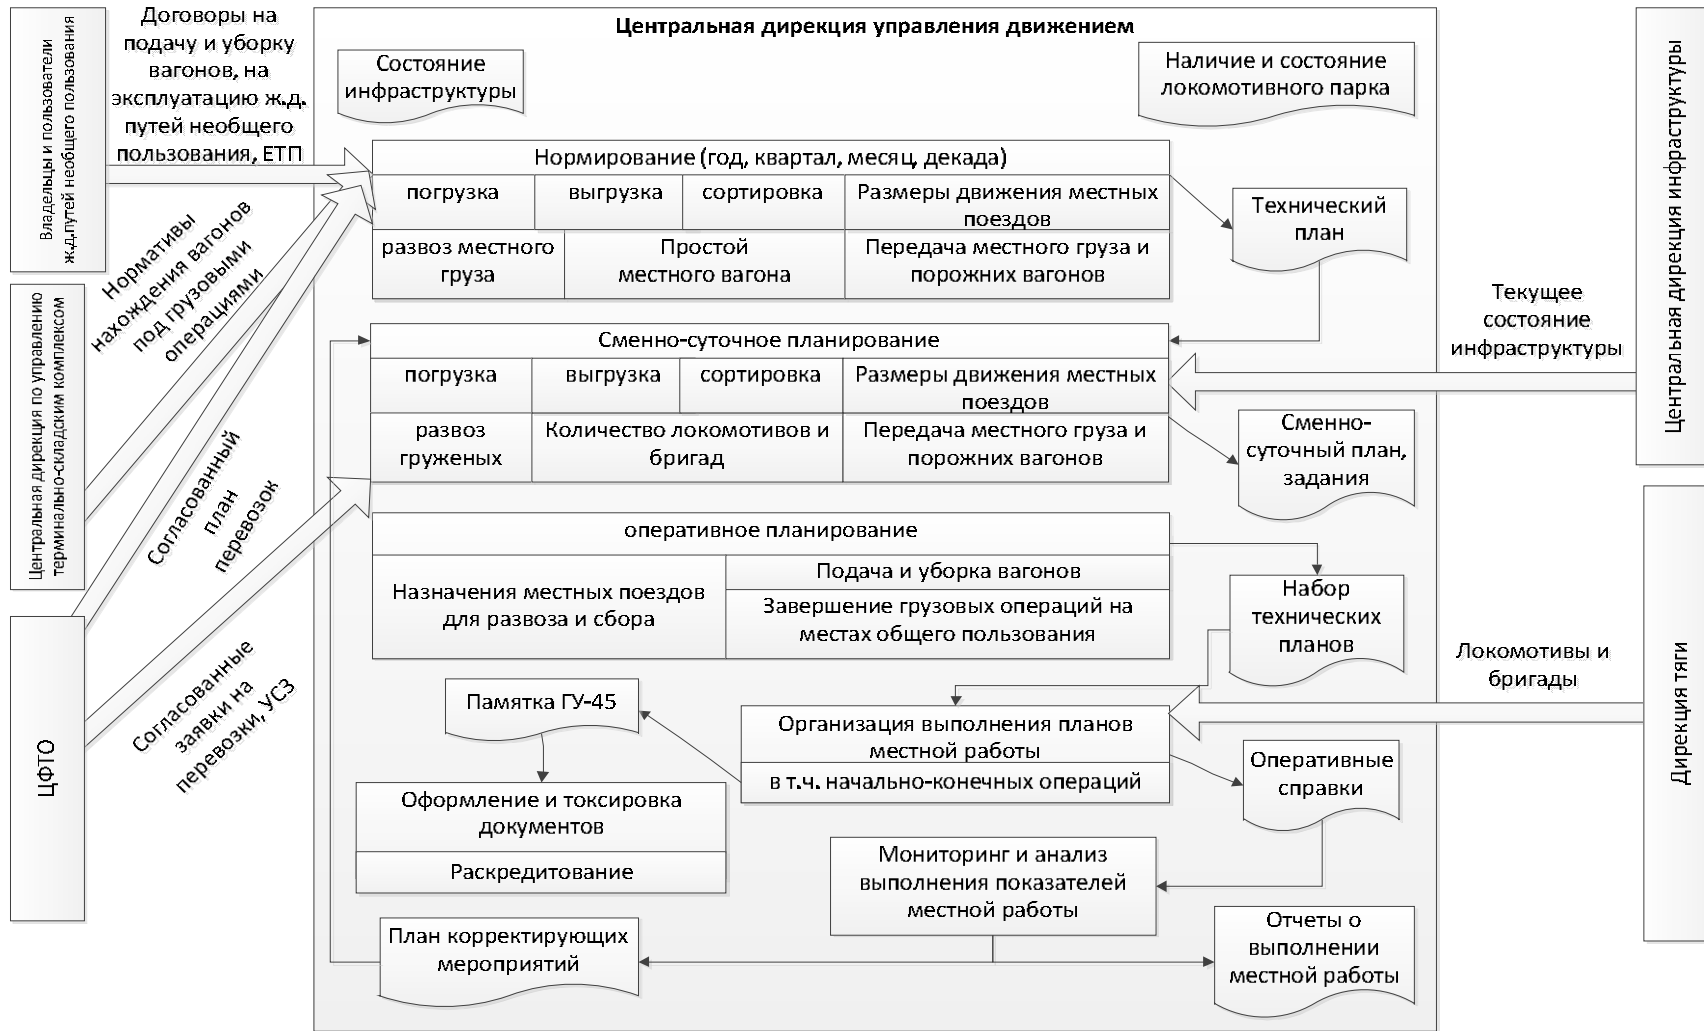 Центральная дирекция управления движением
Владельцы и пользователи
ж.д.путей необщего пользования
Договоры на
подачу и уборку
вагонов, на
эксплуатацию ж.д.
путей необщего
пользования, ЕТП
Центральная дирекция по управлению
терминально-складским комплексом
Нормативы
нахождения вагонов
под грузовыми
операциями
ЦФТО
Согласованный
план
перевозок
Согласованные
заявки на
перевозки, УСЗ
Состояние
инфраструктуры
Наличие и состояние
локомотивного парка
Нормирование (год, квартал, месяц, декада)
погрузка
выгрузка
сортировка
Размеры движения местных
поездов
развоз местного
груза
Простой
местного вагона
Передача местного груза и
порожних вагонов
Технический
план
Сменно-суточное планирование
погрузка
выгрузка
сортировка
Размеры движения местных
поездов
развоз
груженых
Количество локомотивов и
бригад
Передача местного груза и
порожних вагонов
Сменно-
суточный план,
задания
оперативное планирование
Назначения местных поездов
для развоза и сбора
Подача и уборка вагонов
Завершение грузовых операций на
местах общего пользования
Набор
технических
планов
Памятка ГУ-45
Организация выполнения планов
местной работы
в т.ч. начально-конечных операций
Оперативные
справки
Оформление и токсировка
документов
Раскредитование
Мониторинг и анализ
выполнения показателей
местной работы
План корректирующих
мероприятий
Отчеты о
выполнении
местной работы
Центральная дирекция инфраструктуры
Текущее
состояние
инфраструктуры
Дирекция тяги
Локомотивы и
бригады